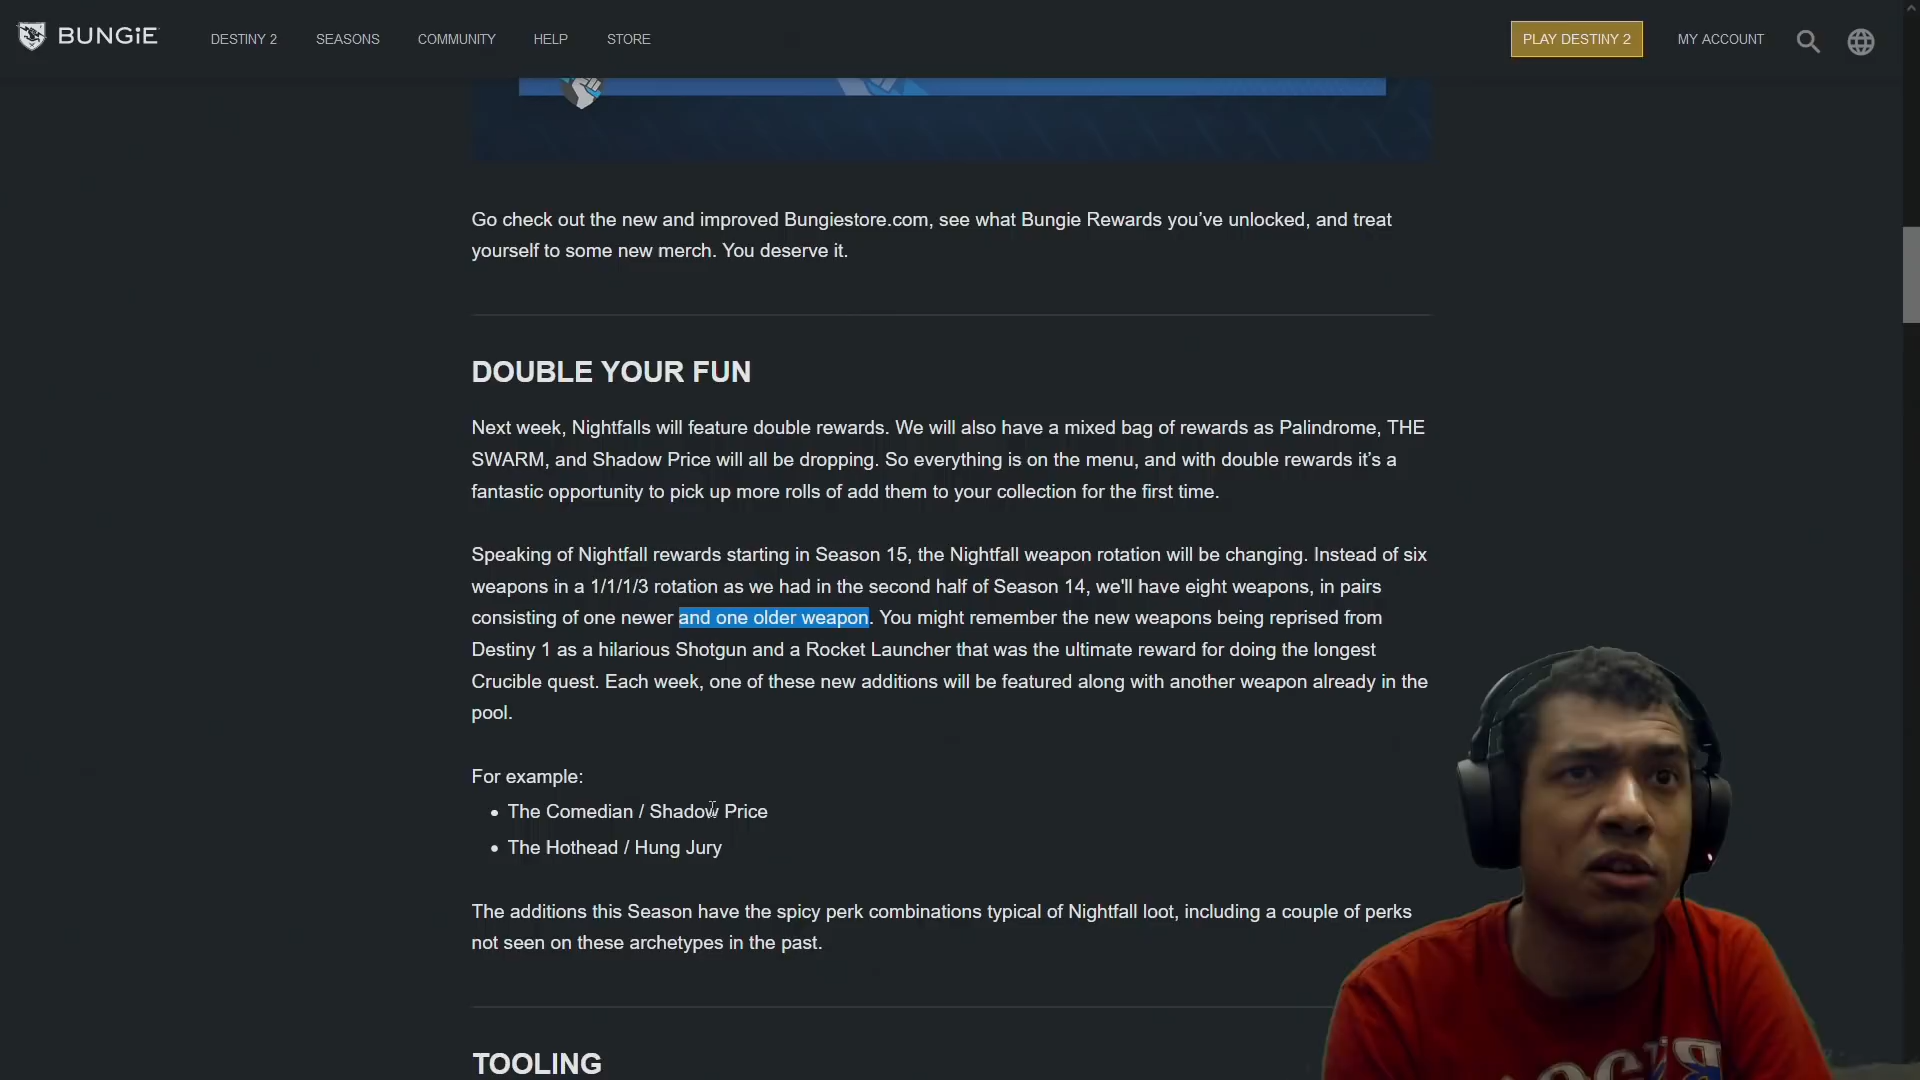 BUNGiE
DESTINY 2
SEASONS
COMMUNITY
HELP
STORE
PLAY DESTINY 2
MY ACCOUNT
Go check out the new and improved Bungiestore.com, see what Bungie Rewards you’ve unlocked, and treat
yourself to some new merch. You deserve it.
DOUBLE YOUR FUN
Next week, Nightfalls will feature double rewards. We will also have a mixed bag of rewards as Palindrome, THE
SWARM, and Shadow Price will all be dropping. So everything is on the menu, and with double rewards it’s a
fantastic opportunity to pick up more rolls of add them to your collection for the first time.
Speaking of Nightfall rewards starting in Season 15, the Nightfall weapon rotation will be changing. Instead of six
weapons in a 1/1/1/3 rotation as we had in the second half of Season 14, we'll have eight weapons, in pairs
consisting of one newer and one older weapon. You might remember the new weapons being reprised from
Destiny 1 as a hilarious Shotgun and a Rocket Launcher that was the ultimate reward for doing the longest
Crucible quest. Each week, one of these new additions will be featured along with another weapon already in the
pool.
For example:
• The Comedian / Shadow Price
• The Hothead / Hung Jury
The additions this Season have the spicy perk combinations typical of Nightfall loot, including a couple of perks
not seen on these archetypes in the past.
TOOLING